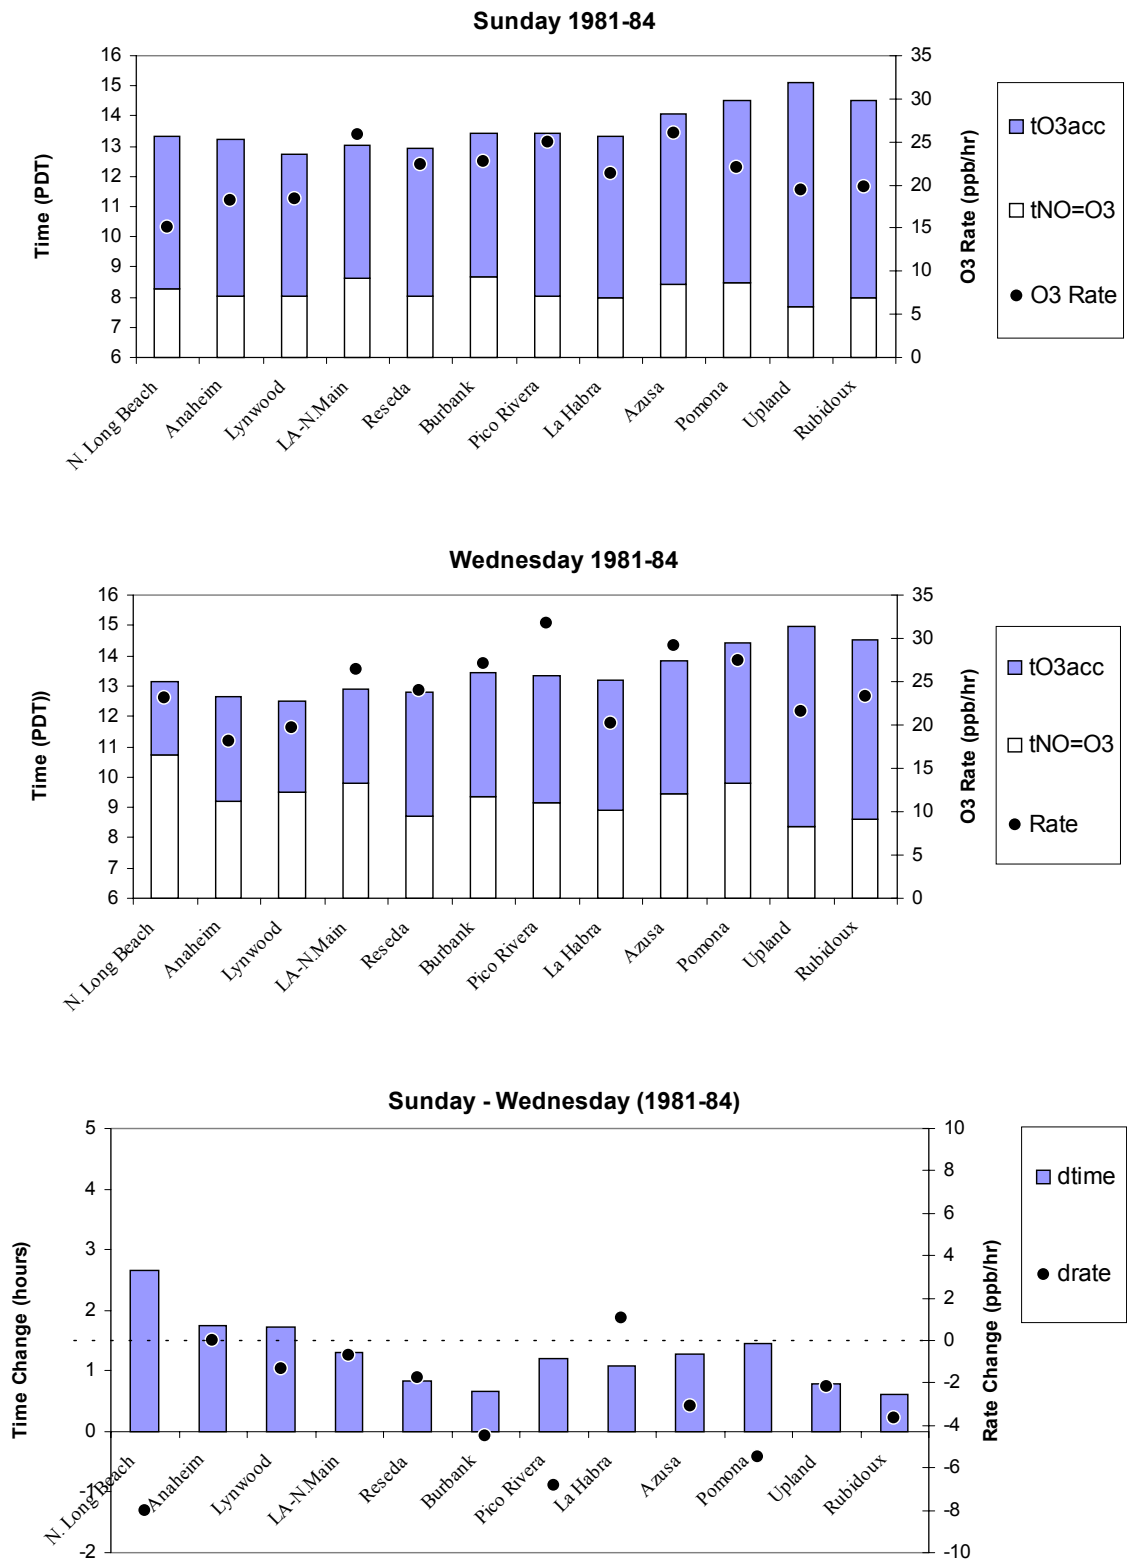 Sunday 1981-84
Time (PDT)
16
15
14
13
12
11
10
9
8
7
6
35
30
25
20
15
10
5
0
O3 Rate (ppb/hr)
N. Long Beach
Anaheim
Lynwood
LA-N.Main
Reseda
Burbank
Pico Rivera
La Habra
Azusa
Pomona
Upland
Rubidoux
tO3acc
tNO=O3
O3 Rate
Wednesday 1981-84
Time (PDT))
16
15
14
13
12
11
10
9
8
7
6
35
30
25
20
15
10
5
0
O3 Rate (ppb/hr)
N. Long Beach
Anaheim
Lynwood
LA-N.Main
Reseda
Burbank
Pico Rivera
La Habra
Azusa
Pomona
Upland
Rubidoux
tO3acc
tNO=O3
Rate
Sunday - Wednesday (1981-84)
Time Change (hours)
5
4
3
2
1
0
-1
-2
10
8
6
4
2
0
-2
-4
-6
-8
-10
Rate Change (ppb/hr)
N. Long Beach
Anaheim
Lynwood
LA-N.Main
Reseda
Burbank
Pico Rivera
La Habra
Azusa
Pomona
Upland
Rubidoux
dtime
drate